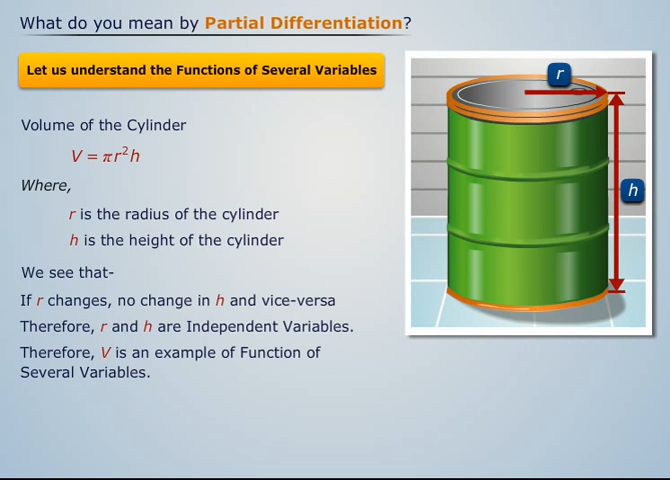 What do you mean by Partial Differentiation?
Let us understand the Functions of Several Variables
Volume of the Cylinder
V = πr²h
Where,
r is the radius of the cylinder
h is the height of the cylinder
We see that-
If r changes, no change in h and vice-versa
Therefore, r and h are Independent Variables.
Therefore, V is an example of Function of
Several Variables.
r
h